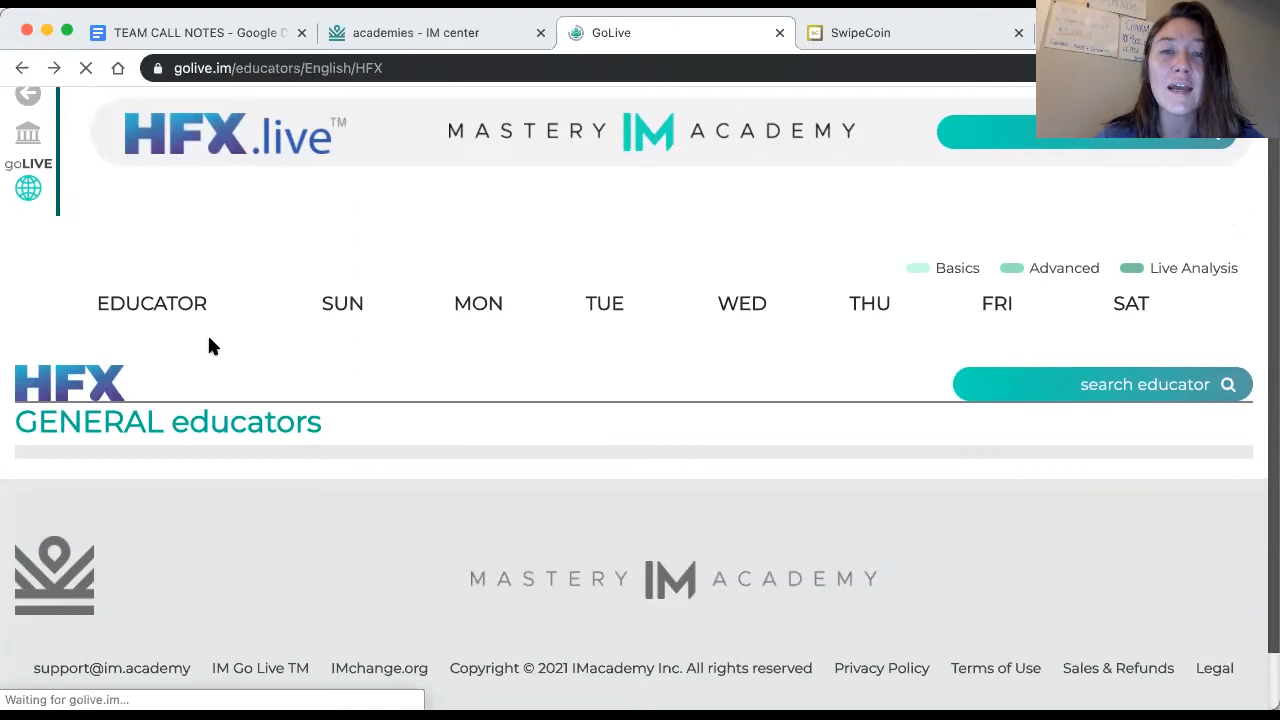 TEAM CALL NOTES - Google D
academies - IM center
GoLive
SwipeCoin
golive.im/educators/English/HFX
HFX.live™
MASTERY IM ACADEMY
goLIVE
Basics
Advanced
Live Analysis
EDUCATOR SUN MON TUE WED THU FRI SAT
HFX
search educator
GENERAL educators
MASTERY IM ACADEMY
support@im.academy IM Go Live TM IMchange.org Copyright © 2021 IMacademy Inc. All rights reserved Privacy Policy Terms of Use Sales & Refunds Legal
Waiting for golive.im...